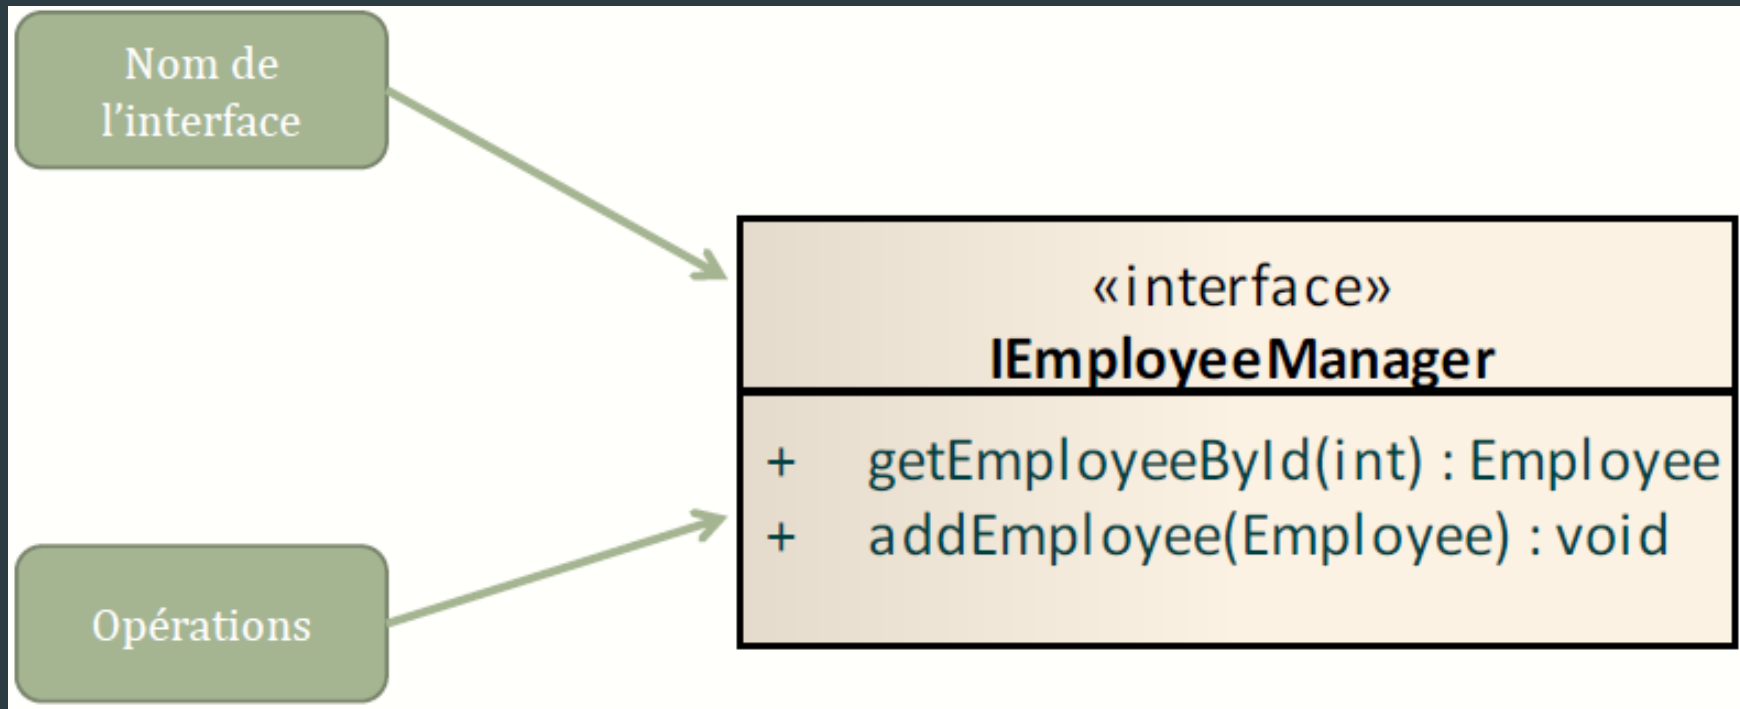 Nom de
l’interface
«interface»
IEmployeeManager
+ getEmployeeById(int) : Employee
+ addEmployee(Employee) : void
Opérations